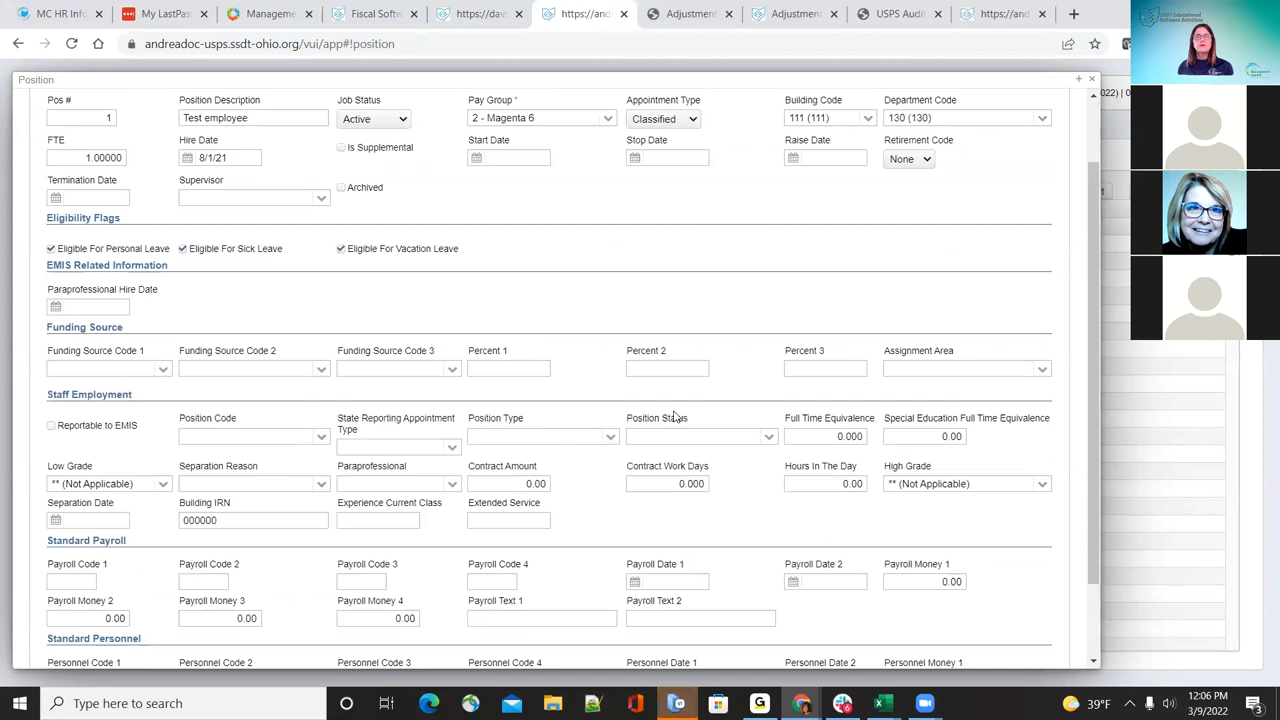 MC HR Infor
My LastPass
Manageme
Fiscal Softw
https://and
https://and
Adjustment
Adjustment
https://and
andreadoc-usps.ssdt-ohio.org/vui/app#!position
SSDT Educational
Software Solutions
Position
Pos #
Position Description
Job Status
Pay Group *
Appointment Type
Building Code
Department Code
1
Test employee
Active
2 - Magenta 6
Classified
111 (111)
130 (130)
FTE
Hire Date
Is Supplemental
Start Date
Stop Date
Raise Date
Retirement Code
1.00000
8/1/21
None
Termination Date
Supervisor
Archived
Eligibility Flags
Eligible For Personal Leave
Eligible For Sick Leave
Eligible For Vacation Leave
EMIS Related Information
Paraprofessional Hire Date
Funding Source
Funding Source Code 1
Funding Source Code 2
Funding Source Code 3
Percent 1
Percent 2
Percent 3
Assignment Area
Staff Employment
Reportable to EMIS
Position Code
State Reporting Appointment Type
Position Type
Position Status
Full Time Equivalence
Special Education Full Time Equivalence
0.000
0.00
Low Grade
Separation Reason
Paraprofessional
Contract Amount
Contract Work Days
Hours In The Day
High Grade
** (Not Applicable)
0.00
0.000
0.00
** (Not Applicable)
Separation Date
Building IRN
Experience Current Class
Extended Service
000000
Standard Payroll
Payroll Code 1
Payroll Code 2
Payroll Code 3
Payroll Code 4
Payroll Date 1
Payroll Date 2
Payroll Money 1
0.00
Payroll Money 2
Payroll Money 3
Payroll Money 4
Payroll Text 1
Payroll Text 2
0.00
0.00
0.00
Standard Personnel
Personnel Code 1
Personnel Code 2
Personnel Code 3
Personnel Code 4
Personnel Date 1
Personnel Date 2
Personnel Money 1
Type here to search
39°F
12:06 PM
3/9/2022
3